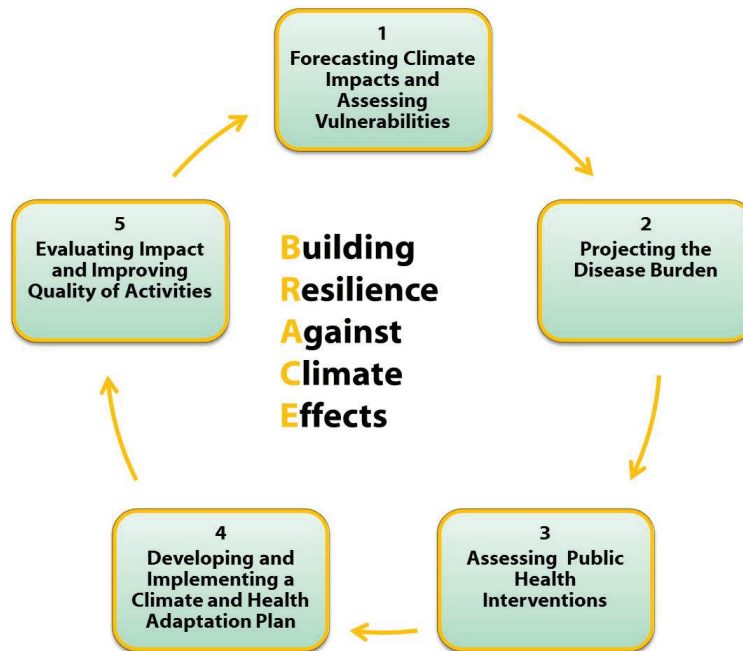 1
Forecasting Climate
Impacts and
Assessing
Vulnerabilities
2
Projecting the
Disease Burden
3
Assessing Public
Health
Interventions
4
Developing and
Implementing a
Climate and Health
Adaptation Plan
5
Evaluating Impact
and Improving
Quality of Activities
Building
Resilience
Against
Climate
Effects